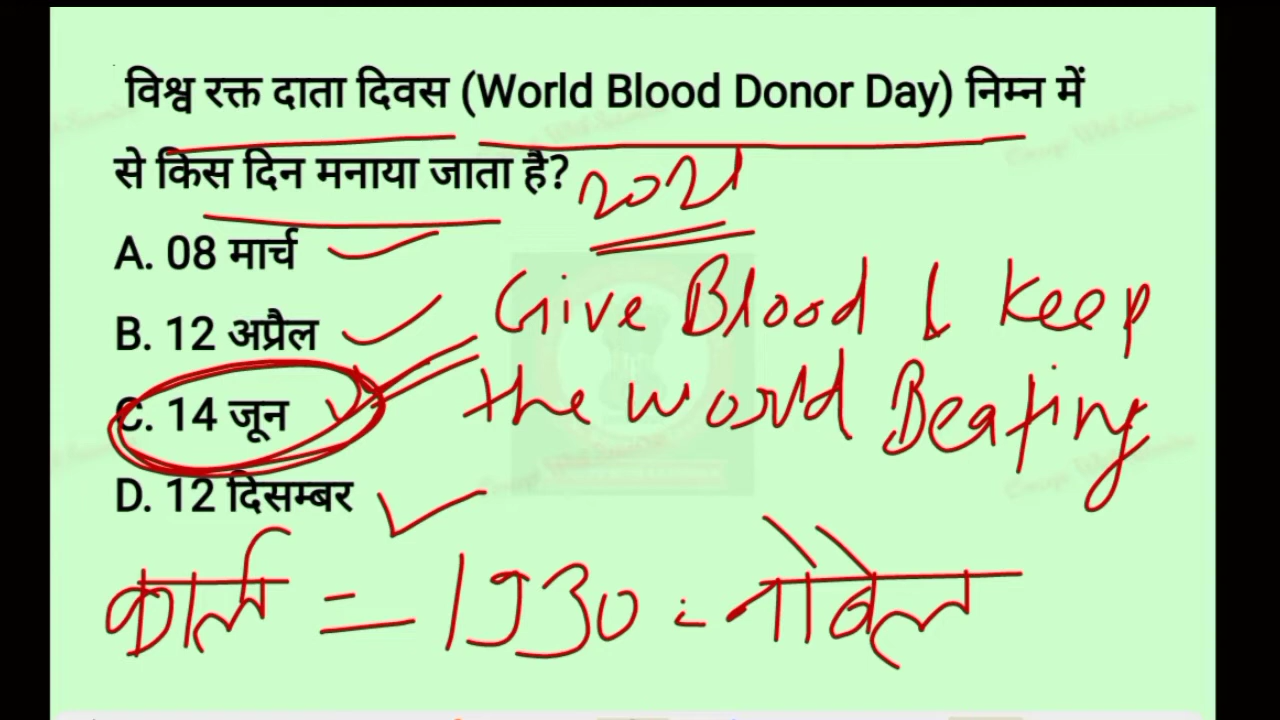 विश्व रक्त दाता दिवस (World Blood Donor Day) निम्न में
से किस दिन मनाया जाता है?
2021
A. 08 मार्च
Give Blood & Keep
B. 12 अप्रैल
the world Beating
C. 14 जून
D. 12 दिसम्बर
कार्ल = 1930 : नोबेल